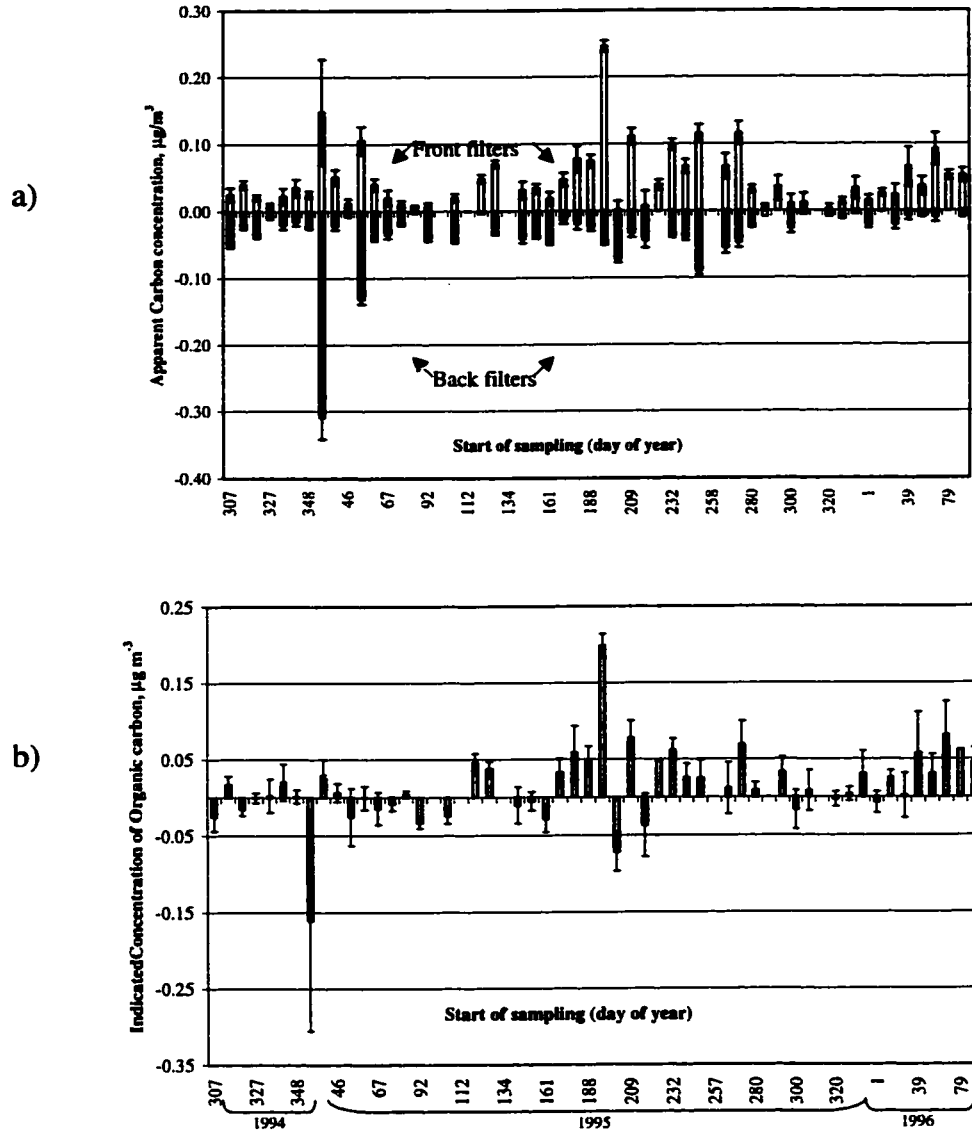 a)
Apparent Carbon concentration, µg/m³
0.30
0.20
0.10
0.00
-0.10
-0.20
-0.30
-0.40
Front filters
Back filters
Start of sampling (day of year)
307 327 348 46 67 92 112 134 161 188 209 232 258 280 300 320 1 39 79
b)
IndicatedConcentration of Organic carbon, µg m⁻³
0.25
0.15
0.05
-0.05
-0.15
-0.25
-0.35
Start of sampling (day of year)
307 327 348 46 67 92 112 134 161 188 209 232 257 280 300 320 1 39 79
1994 1995 1996